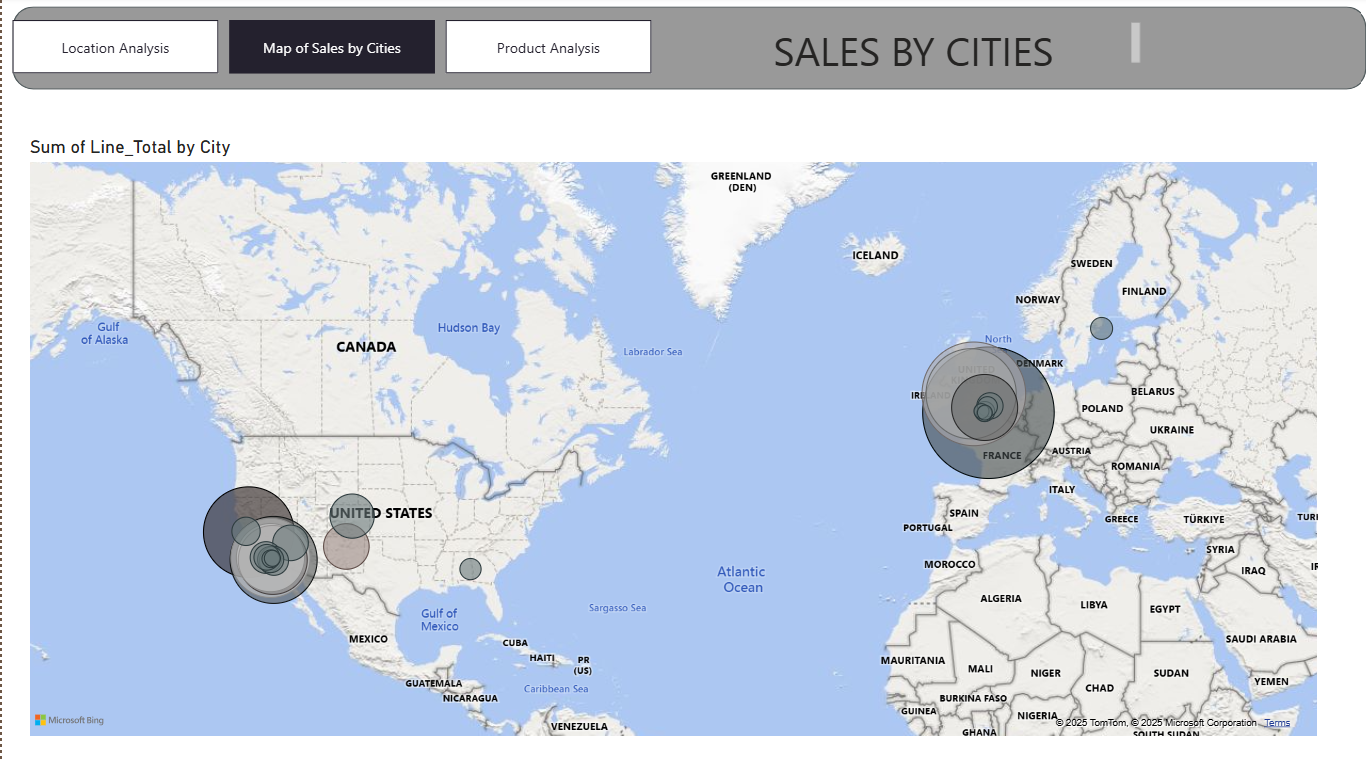 Location Analysis
Map of Sales by Cities
Product Analysis
SALES BY CITIES
Sum of Line_Total by City
GREENLAND
(DEN)
ICELAND
SWEDEN
FINLAND
NORWAY
Gulf
of Alaska
Hudson Bay
North
CANADA
Labrador Sea
DENMARK
UNITED
BELARUS
POLAND
UKRAINE
FRANCE
AUSTRIA
ROMANIA
ITALY
UNITED STATES
SPAIN
PORTUGAL
GREECE
TÜRKIYE
SYRIA
IRAQ
MOROCCO
Atlantic
Ocean
ALGERIA
LIBYA
EGYPT
Sargasso Sea
Gulf of
Mexico
MEXICO
CUBA
HAITI
PR
(US)
SAUDI ARABIA
MAURITANIA
MALI
NIGER
SUDAN
CHAD
YEMEN
GUATEMALA
Caribbean Sea
NICARAGUA
BURKINA FASO
GUINEA
NIGERIA
VENEZUELA
GHANA
SOUTH SUDAN
Microsoft Bing
© 2025 TomTom, © 2025 Microsoft Corporation Terms